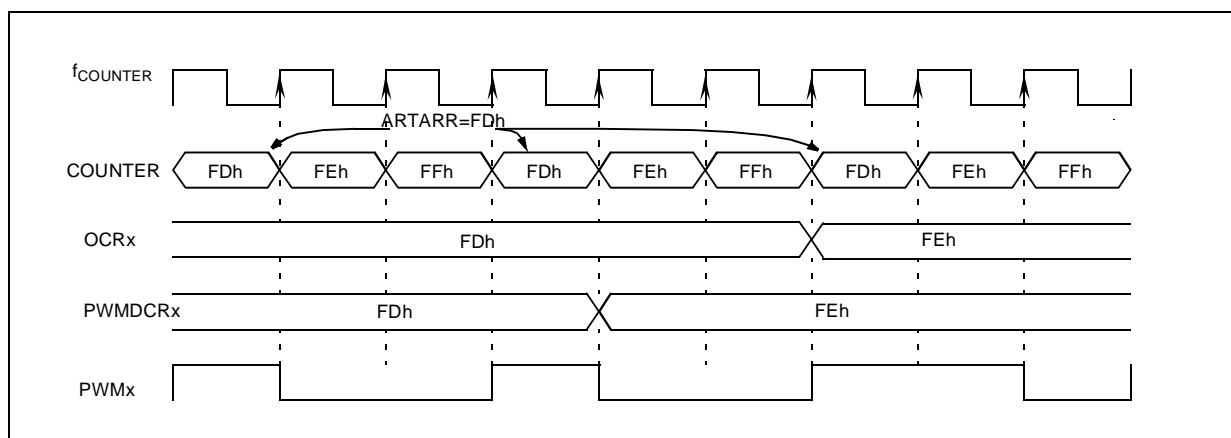 fCOUNTER
ARTARR=FDh
COUNTER FDh FEh FFh FDh FEh FFh FDh FEh FFh
OCRx FDh FEh
PWMDCRx FDh FEh
PWMx